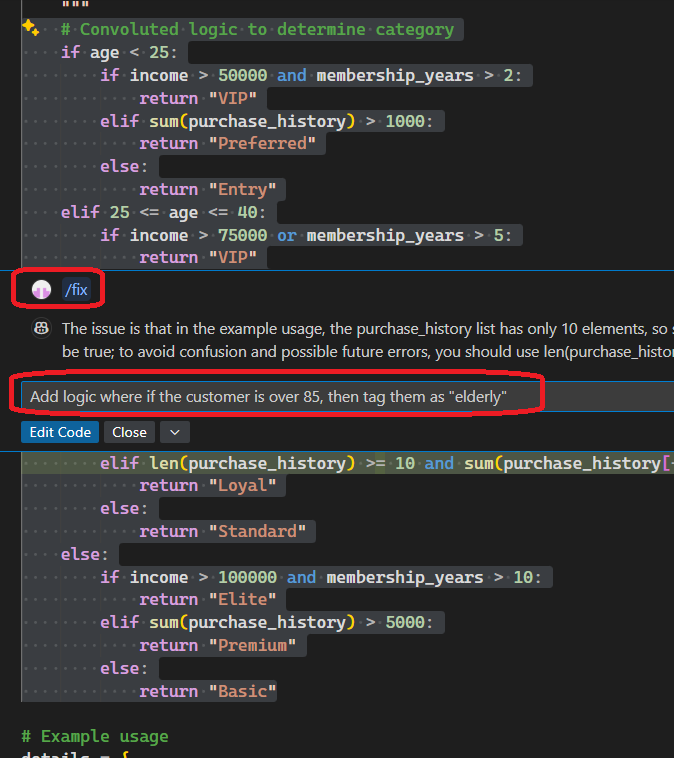 """
# Convoluted logic to determine category
if age < 25:
if income > 50000 and membership_years > 2:
return "VIP"
elif sum(purchase_history) > 1000:
return "Preferred"
else:
return "Entry"
elif 25 <= age <= 40:
if income > 75000 or membership_years > 5:
return "VIP"
/fix
The issue is that in the example usage, the purchase_history list has only 10 elements, so
be true; to avoid confusion and possible future errors, you should use len(purchase_histor
Add logic where if the customer is over 85, then tag them as "elderly"
Edit Code Close
elif len(purchase_history) >= 10 and sum(purchase_history[
return "Loyal"
else:
return "Standard"
else:
if income > 100000 and membership_years > 10:
return "Elite"
elif sum(purchase_history) > 5000:
return "Premium"
else:
return "Basic"
# Example usage
details = {